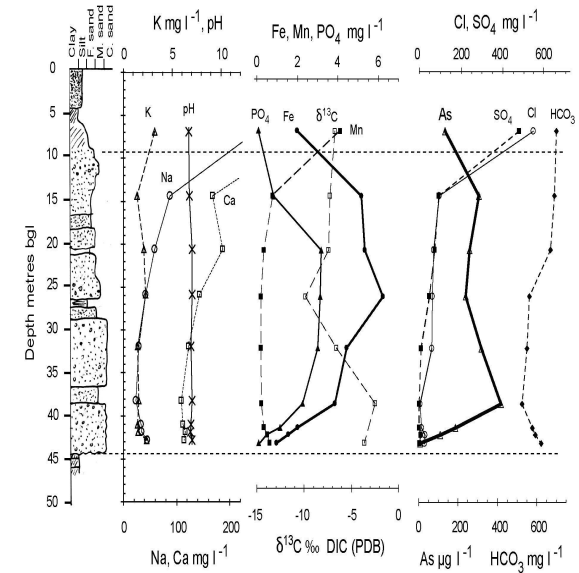 Clay
Silt
F. sand
M. sand
C. sand
K mg l⁻¹, pH
Fe, Mn, PO₄ mg l⁻¹
Cl, SO₄ mg l⁻¹
0 5 10
0 2 4 6
0 200 400 600
0
5
10
15
20
25
30
35
40
45
50
Depth metres bgl
K
pH
Na
Ca
PO₄
Fe
δ¹³C
Mn
As
SO₄
Cl
HCO₃
0 100 200
-15 -10 -5 0
0 200 400 600
Na, Ca mg l⁻¹
δ¹³C ‰ DIC (PDB)
As µg l⁻¹
HCO₃ mg l⁻¹